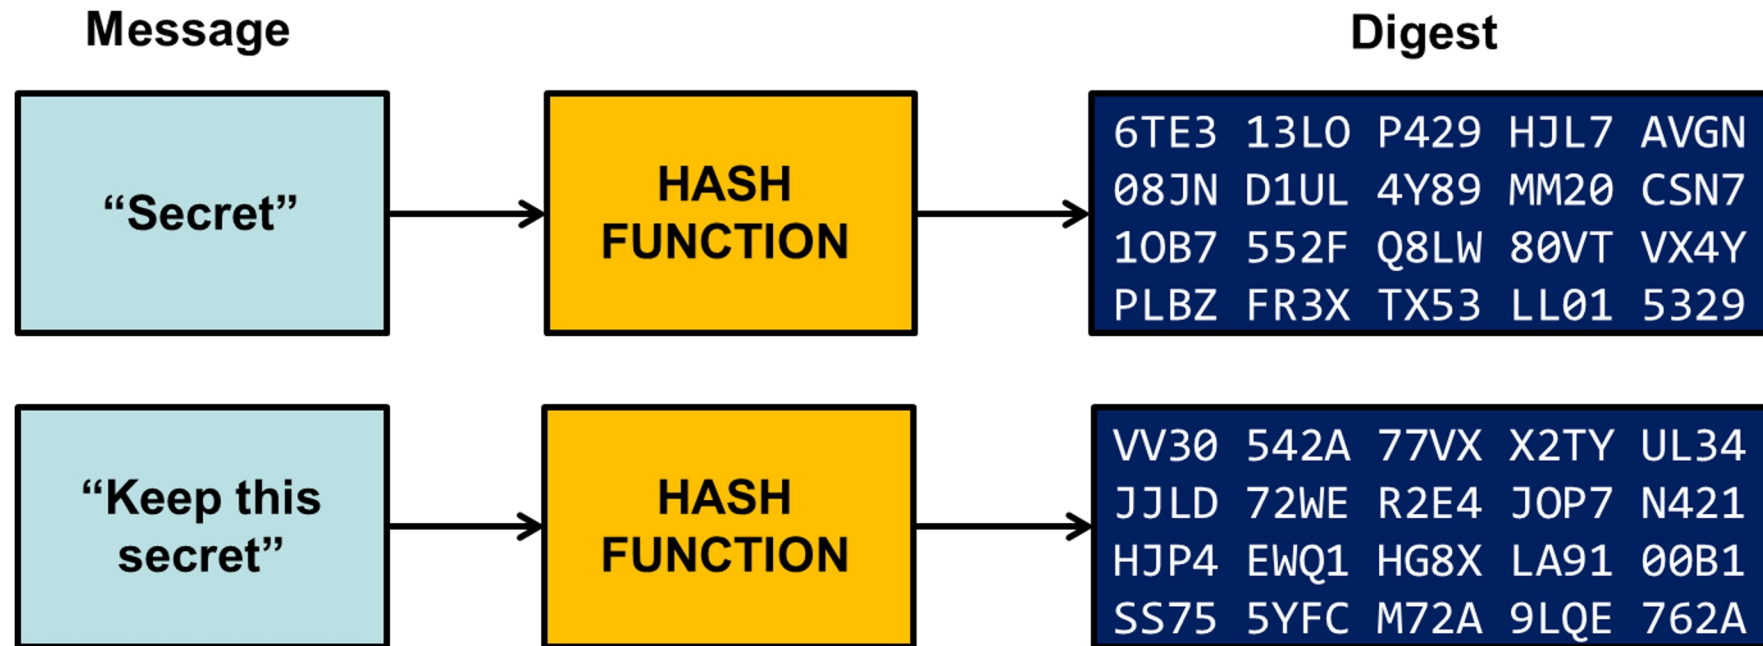 Message
Digest
“Secret”
HASH
FUNCTION
6TE3 13LO P429 HJL7 AVGN
08JN D1UL 4Y89 MM20 CSN7
1OB7 552F Q8LW 80VT VX4Y
PLBZ FR3X TX53 LL01 5329
“Keep this
secret”
HASH
FUNCTION
VV30 542A 77VX X2TY UL34
JJLD 72WE R2E4 JOP7 N421
HJP4 EWQ1 HG8X LA91 00B1
SS75 5YFC M72A 9LQE 762A